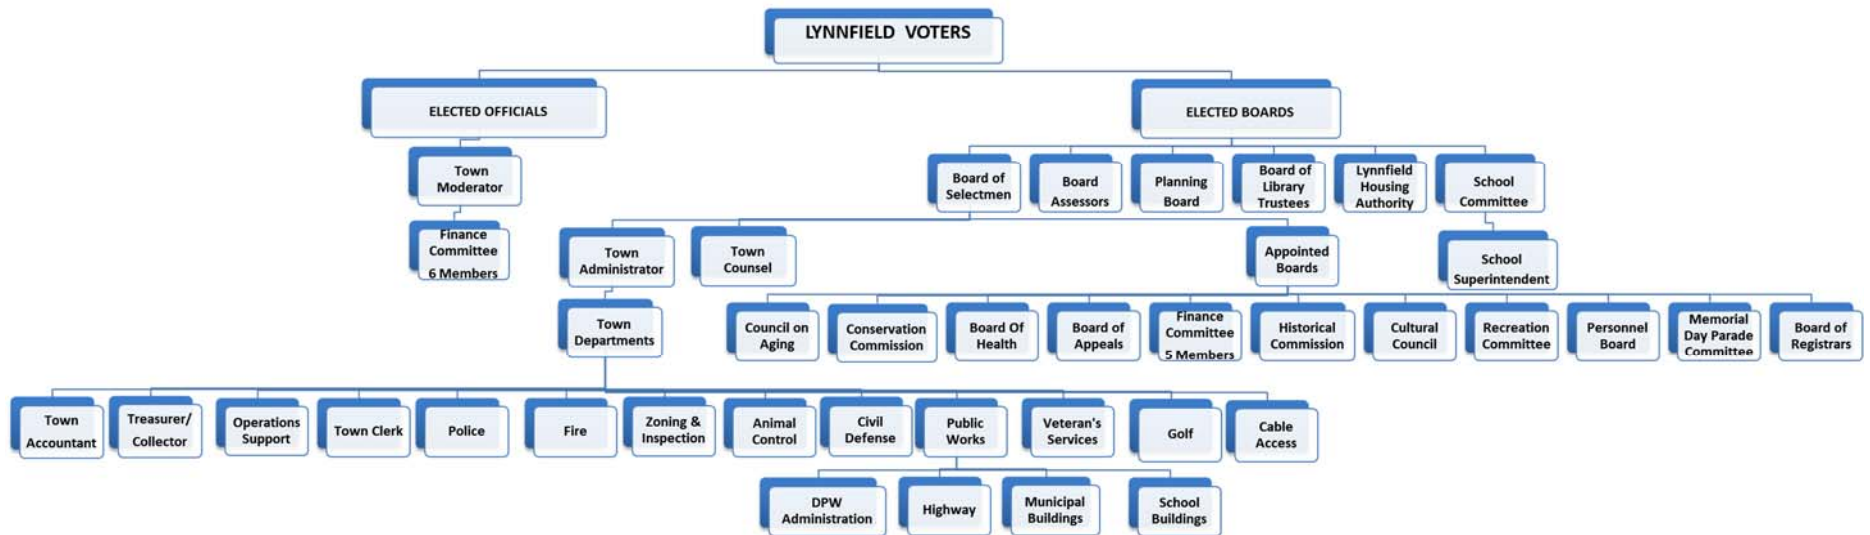 LYNNFIELD VOTERS
ELECTED OFFICIALS
ELECTED BOARDS
Town
Moderator
Board of
Selectmen
Board
Assessors
Planning
Board
Board of
Library
Trustees
Lynnfield
Housing
Authority
School
Committee
Finance
Committee
6 Members
Town
Administrator
Town
Counsel
Appointed
Boards
School
Superintendent
Town
Departments
Council on
Aging
Conservation
Commission
Board Of
Health
Board of
Appeals
Finance
Committee
5 Members
Historical
Commission
Cultural
Council
Recreation
Committee
Personnel
Board
Memorial
Day Parade
Committee
Board of
Registrars
Town
Accountant
Treasurer/
Collector
Operations
Support
Town Clerk
Police
Fire
Zoning &
Inspection
Animal
Control
Civil
Defense
Public
Works
Veteran's
Services
Golf
Cable
Access
DPW
Administration
Highway
Municipal
Buildings
School
Buildings